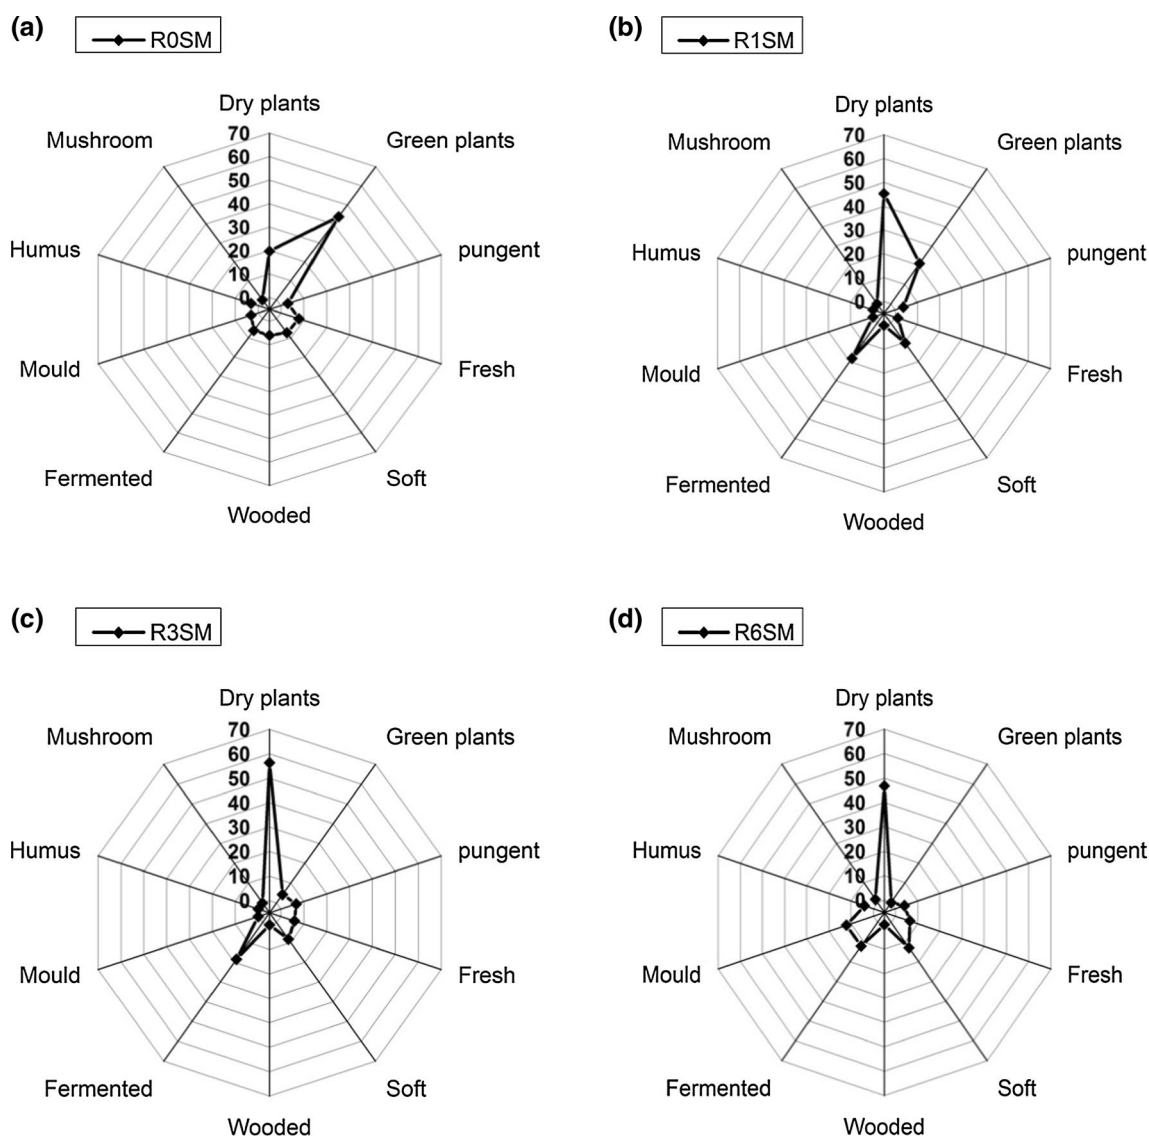 (a) R0SM
Dry plants
Mushroom 70 Green plants
60
50
40
30
Humus 20 pungent
10
0
Mould Fresh
Fermented Soft
Wooded
(b) R1SM
Dry plants
Mushroom 70 Green plants
60
50
40
30
Humus 20 pungent
10
0
Mould Fresh
Fermented Soft
Wooded
(c) R3SM
Dry plants
Mushroom 70 Green plants
60
50
40
30
Humus 20 pungent
10
0
Mould Fresh
Fermented Soft
Wooded
(d) R6SM
Dry plants
Mushroom 70 Green plants
60
50
40
30
Humus 20 pungent
10
0
Mould Fresh
Fermented Soft
Wooded